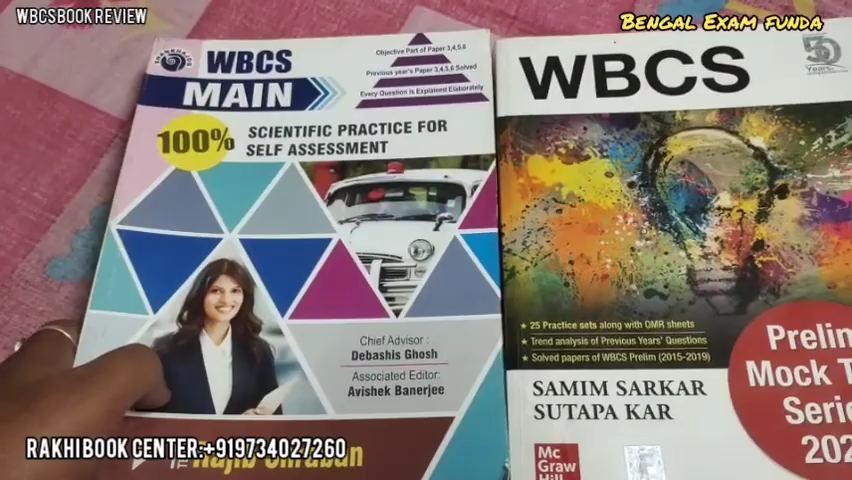 WBCSBOOK REVIEW
BENGAL EXAM FUNDA
WBCS
MAIN
Objective Part of Paper 3,4,5,6
Previous year's Paper 3,4,5,6 Solved
Every Question is Explained Elaborately
100%
SCIENTIFIC PRACTICE FOR
SELF ASSESSMENT
Chief Advisor :
Debashis Ghosh
Associated Editor:
Avishek Banerjee
WBCS
50
Years
★ 25 Practice sets along with OMR sheets
★ Trend analysis of Previous Years' Questions
★ Solved papers of WBCS Prelim (2015-2019)
Prelim
Mock T
Serie
202
SAMIM SARKAR
SUTAPA KAR
Mc
Graw
Hill
RAKHI BOOK CENTER:+919734027260